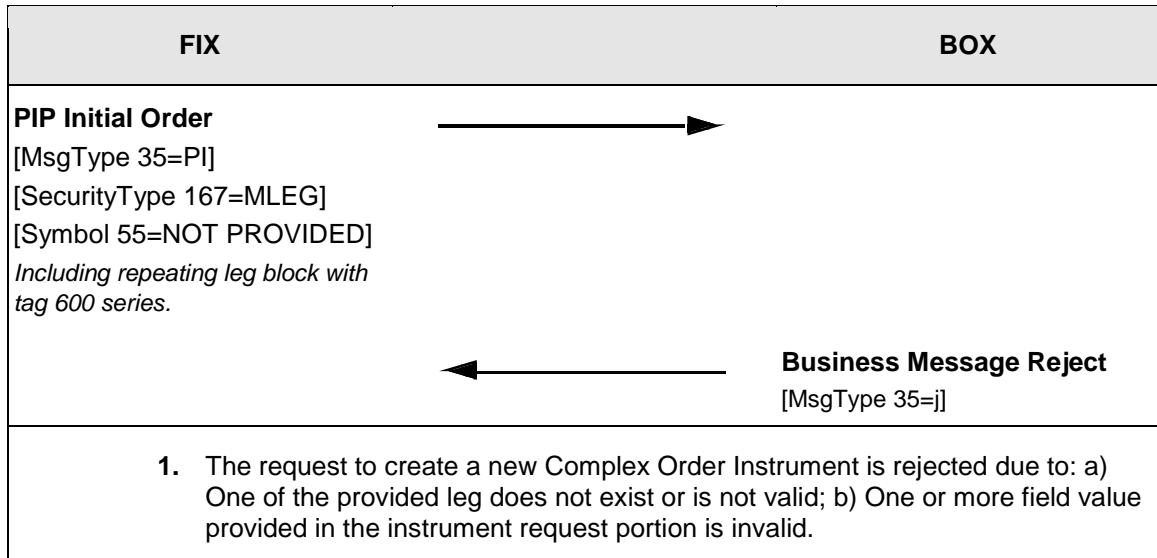 FIX
BOX
PIP Initial Order
[MsgType 35=PI]
[SecurityType 167=MLEG]
[Symbol 55=NOT PROVIDED]
Including repeating leg block with
tag 600 series.
Business Message Reject
[MsgType 35=j]
1. The request to create a new Complex Order Instrument is rejected due to: a)
One of the provided leg does not exist or is not valid; b) One or more field value
provided in the instrument request portion is invalid.